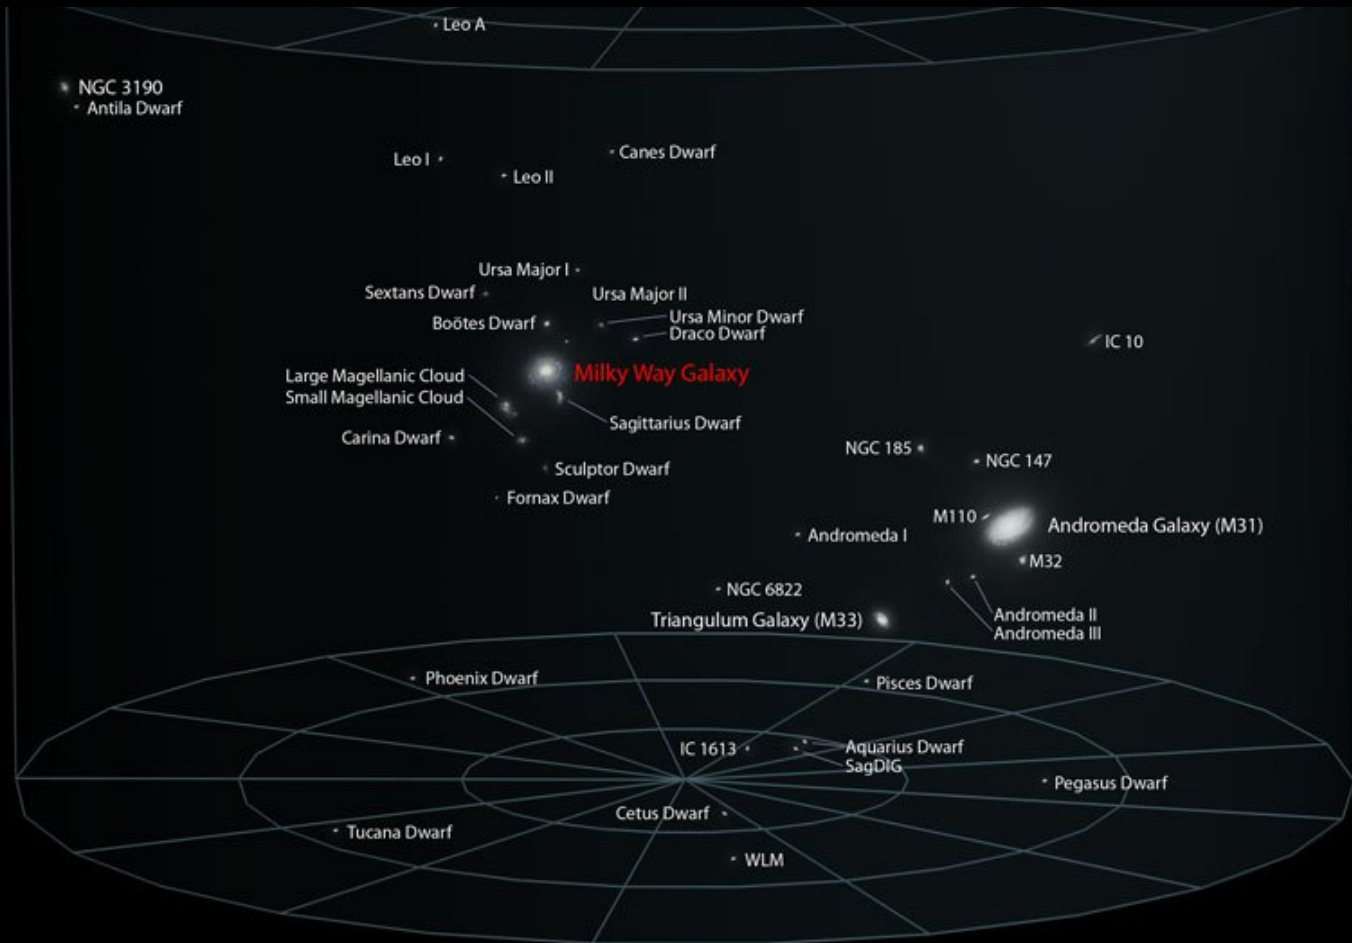 Leo A
NGC 3190
Antila Dwarf
Canes Dwarf
Leo I
Leo II
Ursa Major I
Sextans Dwarf
Ursa Major II
Ursa Minor Dwarf
Boötes Dwarf
Draco Dwarf
IC 10
Milky Way Galaxy
Large Magellanic Cloud
Small Magellanic Cloud
Sagittarius Dwarf
Carina Dwarf
NGC 185
NGC 147
Sculptor Dwarf
Fornax Dwarf
M110
Andromeda Galaxy (M31)
Andromeda I
M32
NGC 6822
Andromeda II
Triangulum Galaxy (M33)
Andromeda III
Phoenix Dwarf
Pisces Dwarf
IC 1613
Aquarius Dwarf
SagDIG
Pegasus Dwarf
Cetus Dwarf
Tucana Dwarf
WLM